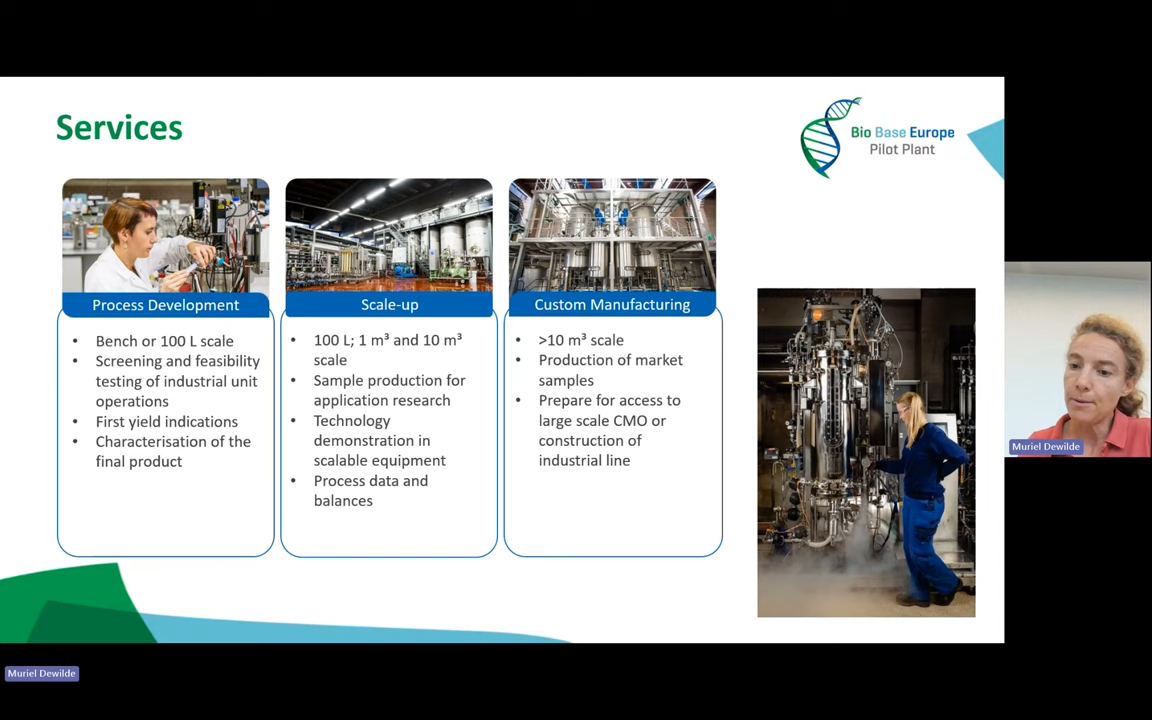 Services
Bio Base Europe
Pilot Plant
Process Development
• Bench or 100 L scale
• Screening and feasibility
testing of industrial unit
operations
• First yield indications
• Characterisation of the
final product
Scale-up
• 100 L; 1 m³ and 10 m³
scale
• Sample production for
application research
• Technology
demonstration in
scalable equipment
• Process data and
balances
Custom Manufacturing
• >10 m³ scale
• Production of market
samples
• Prepare for access to
large scale CMO or
construction of
industrial line
Muriel Dewilde
Muriel Dewilde